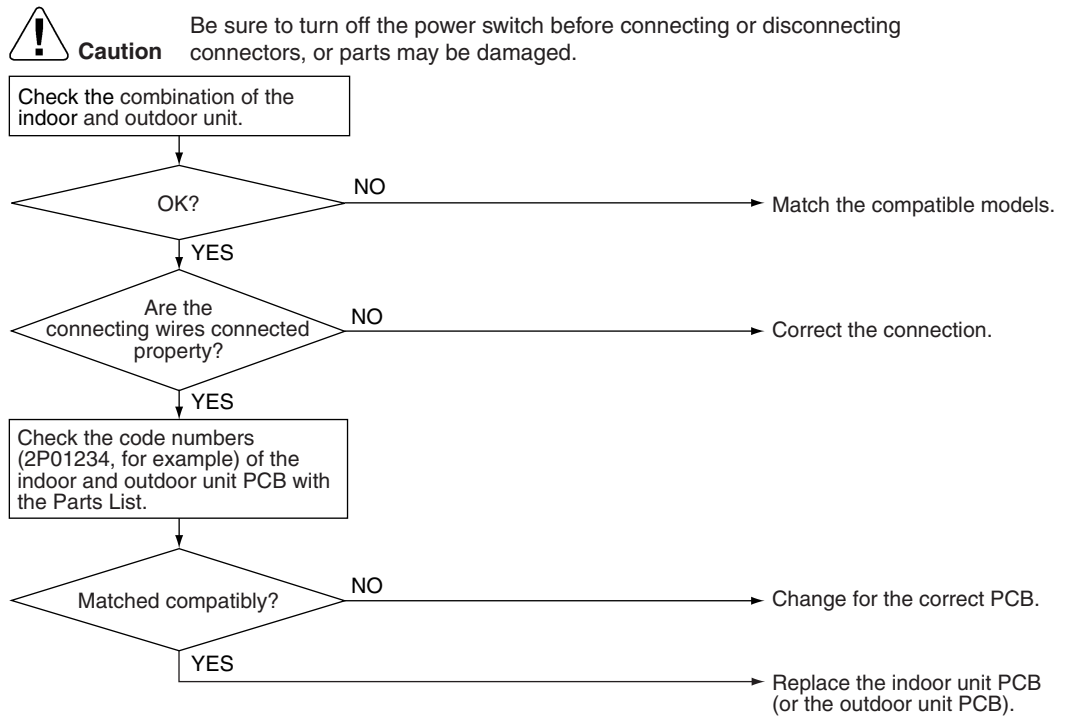 Be sure to turn off the power switch before connecting or disconnecting
Caution connectors, or parts may be damaged.
Check the combination of the
indoor and outdoor unit.
OK?
NO
Match the compatible models.
YES
Are the
connecting wires connected
property?
NO
Correct the connection.
YES
Check the code numbers
(2P01234, for example) of the
indoor and outdoor unit PCB with
the Parts List.
Matched compatibly?
NO
Change for the correct PCB.
YES
Replace the indoor unit PCB
(or the outdoor unit PCB).